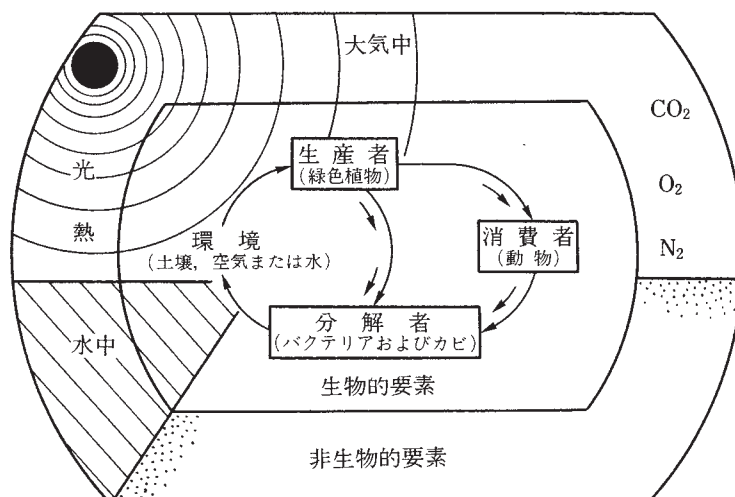 大気中
CO₂
生産者
(緑色植物)
光
O₂
熱
環境
(土壌，空気または水)
消費者
(動物)
N₂
分解者
(バクテリアおよびカビ)
水中
生物的要素
非生物的要素